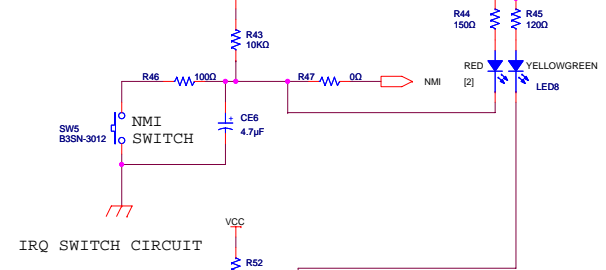 R44
150Ω
R45
120Ω
R43
10KΩ
RED
[2]
YELLOWGREEN
LED8
R46
100Ω
R47
0Ω
NMI
SW5
B3SN-3012
NMI
SWITCH
CE6
+
4.7µF
IRQ SWITCH CIRCUIT
VCC
R52